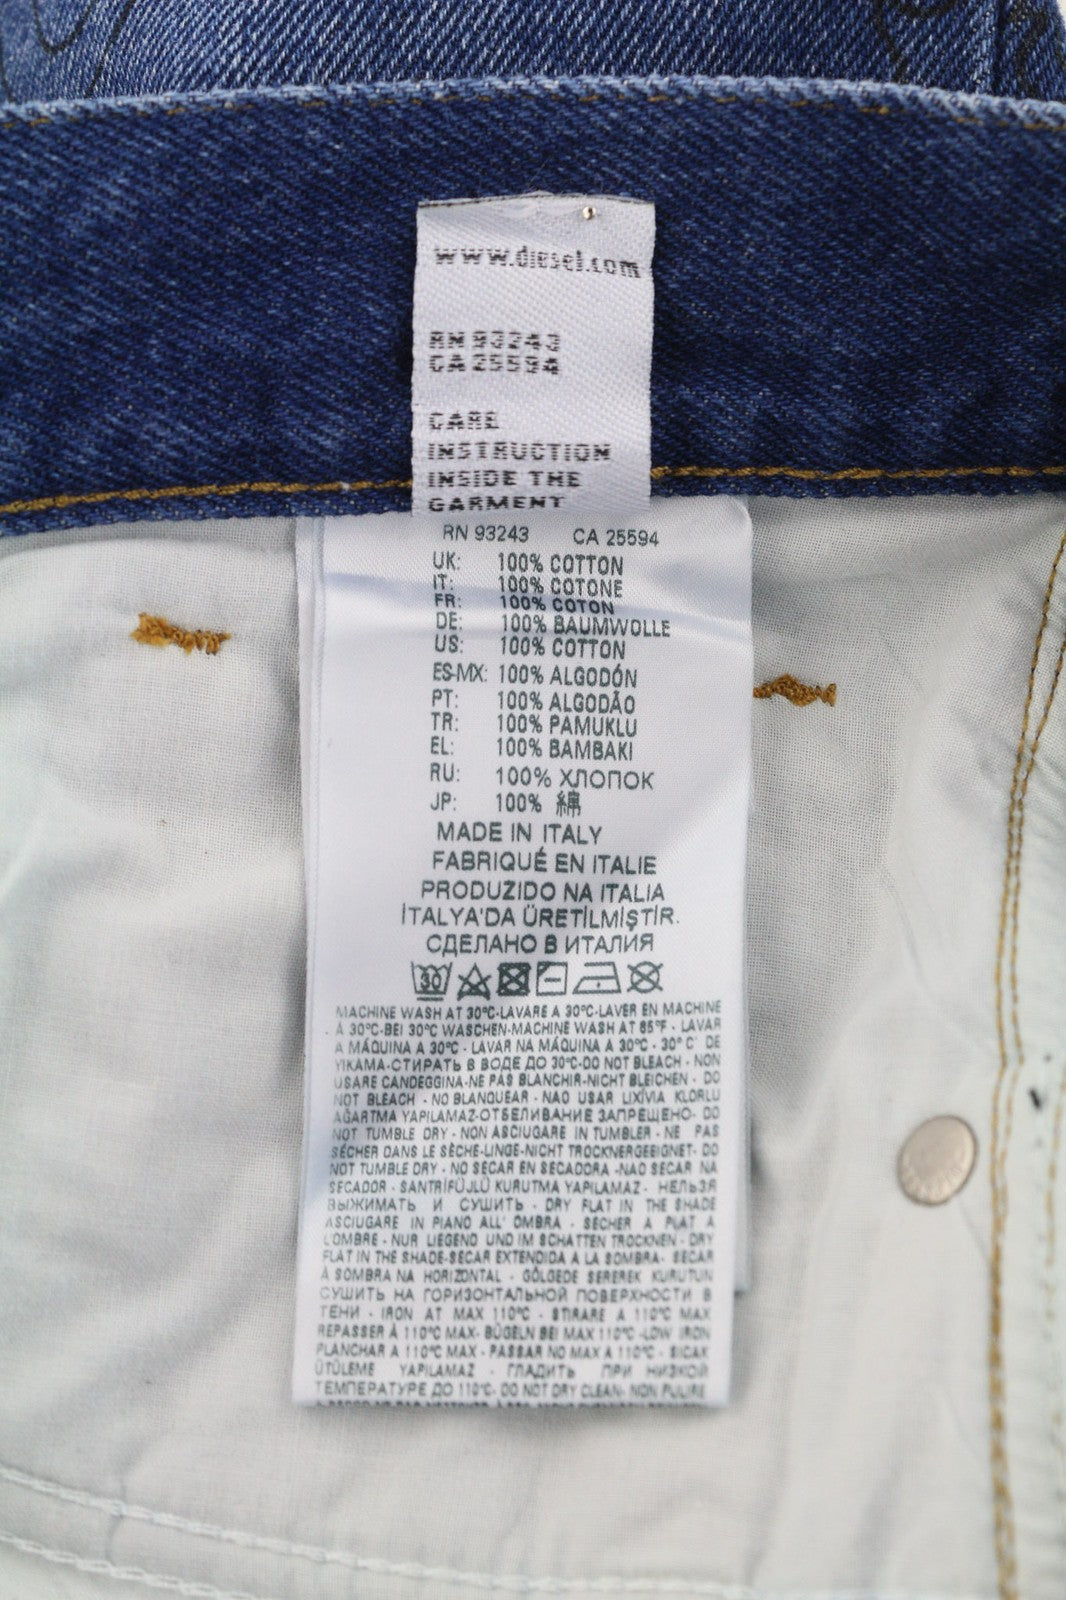 www.diesel.com
RN 93243
CA 25594
CARE
INSTRUCTION
INSIDE THE
GARMENT
RN 93243 CA 25594
UK: 100% COTTON
IT: 100% COTONE
FR: 100% COTON
DE: 100% BAUMWOLLE
US: 100% COTTON
ES-MX: 100% ALGODÓN
PT: 100% ALGODÃO
TR: 100% PAMUKLU
EL: 100% BAMBAKI
RU: 100% ХЛОПОК
JP: 100% 綿
MADE IN ITALY
FABRIQUÉ EN ITALIE
PRODUZIDO NA ITALIA
İTALYA'DA ÜRETİLMİŞTİR.
СДЕЛАНО В ИТАЛИЯ
30
MACHINE WASH AT 30°C-LAVARE A 30°C-LAVER EN MACHINE
À 30°C-BEI 30°C WASCHEN-MACHINE WASH AT 85°F - LAVAR
A MÁQUINA A 30°C - LAVAR NA MÁQUINA A 30°C - 30°C' DE
YIKAMA-СТИРАТЬ В ВОДЕ ДО 30°C-DO NOT BLEACH - NON
USARE CANDEGGINA-NE PAS BLANCHIR-NICHT BLEICHEN - DO
NOT BLEACH - NO BLANQUEAR - NAO USAR LIXÍVIA KLORLU
AĞARTMA YAPILAMAZ-ОТБЕЛИВАНИЕ ЗАПРЕЩЕНО- DO
NOT TUMBLE DRY - NON ASCIUGARE IN TUMBLER - NE PAS
SÉCHER DANS LE SÈCHE-LINGE-NICHT TROCKNERGEEIGNET- DO
NOT TUMBLE DRY - NO SECAR EN SECADORA -NAO SECAR NA
SECADOR - SANTRİFÜJLÜ KURUTMA YAPILAMAZ - НЕЛЬЗЯ
ВЫЖИМАТЬ И СУШИТЬ - DRY FLAT IN THE SHADE
ASCIUGARE IN PIANO ALL' OMBRA - SÉCHER A PLAT A
L'OMBRE - NUR LIEGEND UND IM SCHATTEN TROCKNEN - DRY
FLAT IN THE SHADE-SECAR EXTENDIDA A LA SOMBRA- SECAR
À SOMBRA NA HORIZONTAL - GÖLGEDE SEREREK KURUTUN
СУШИТЬ НА ГОРИЗОНТАЛЬНОЙ ПОВЕРХНОСТИ В
ТЕНИ - IRON AT MAX 110°C - STIRARE A 110°C MAX
REPASSER À 110°C MAX- BÜGELN BEI MAX 110°C -LOW IRON
PLANCHAR A 110°C MAX - PASSAR NO MAX A 110°C - SICAK
ÜTÜLEME YAPILAMAZ - ГЛАДИТЬ ПРИ НИЗКОЙ
ТЕМПЕРАТУРЕ ДО 110°C- DO NOT DRY CLEAN- NON PULIRE